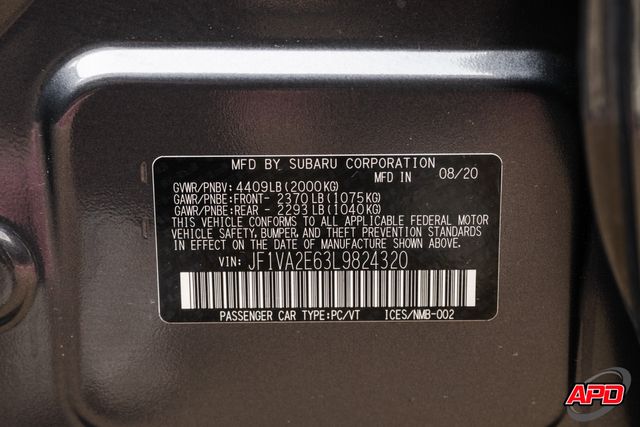 MFD BY SUBARU CORPORATION
MFD IN 08/20
GVWR/PNBV: 4409LB(2000KG)
GAWR/PNBE:FRONT- 2370LB(1075KG)
GAWR/PNBE:REAR - 2293LB(1040KG)
THIS VEHICLE CONFORMS TO ALL APPLICABLE FEDERAL MOTOR
VEHICLE SAFETY, BUMPER, AND THEFT PREVENTION STANDARDS
IN EFFECT ON THE DATE OF MANUFACTURE SHOWN ABOVE.
VIN: JF1VA2E63L9824320
PASSENGER CAR TYPE:PC/VT ICES/NMB-002
APD